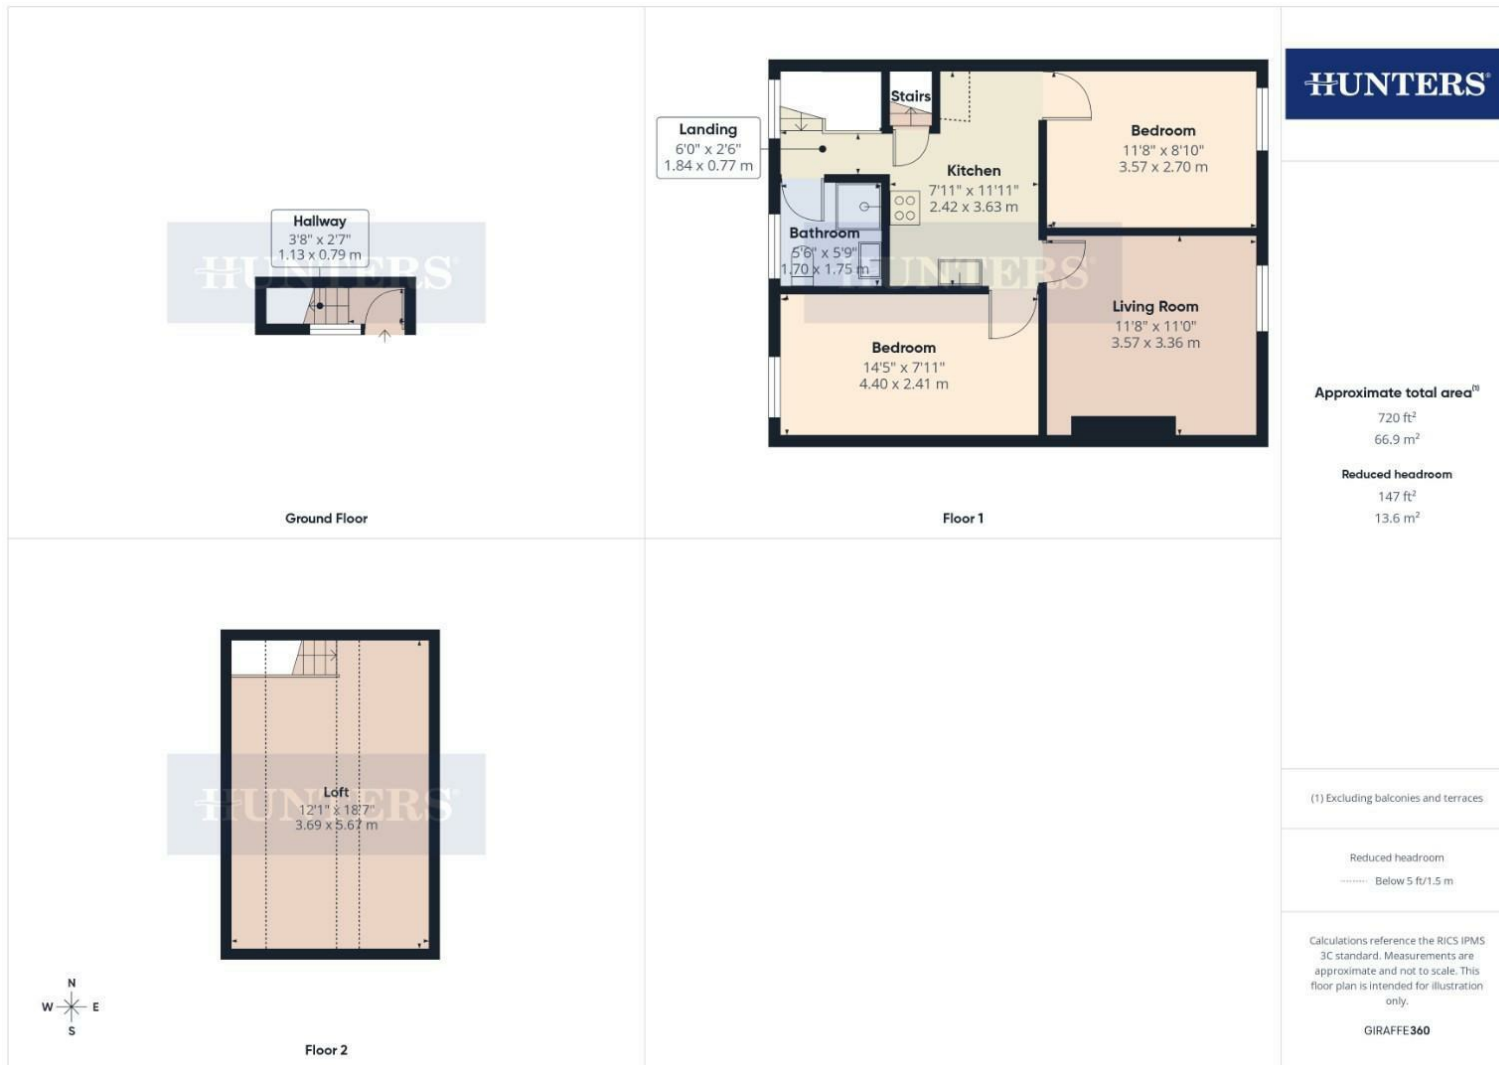 Hallway
3'8" x 2'7"
1.13 x 0.79 m
HUNTERS®
Ground Floor
Stairs
Landing
6'0" x 2'6"
1.84 x 0.77 m
Bedroom
11'8" x 8'10"
3.57 x 2.70 m
Kitchen
7'11" x 11'11"
2.42 x 3.63 m
Bathroom
5'6" x 5'9"
1.70 x 1.75 m
HUNTERS®
Living Room
11'8" x 11'0"
3.57 x 3.36 m
Bedroom
14'5" x 7'11"
4.40 x 2.41 m
Floor 1
Loft
12'1" x 18'7"
3.69 x 5.67 m
HUNTERS®
N
W E
S
Floor 2
HUNTERS®
Approximate total area(1)
720 ft²
66.9 m²
Reduced headroom
147 ft²
13.6 m²
(1) Excluding balconies and terraces
Reduced headroom
Below 5 ft/1.5 m
Calculations reference the RICS IPMS
3C standard. Measurements are
approximate and not to scale. This
floor plan is intended for illustration
only.
GIRAFFE360